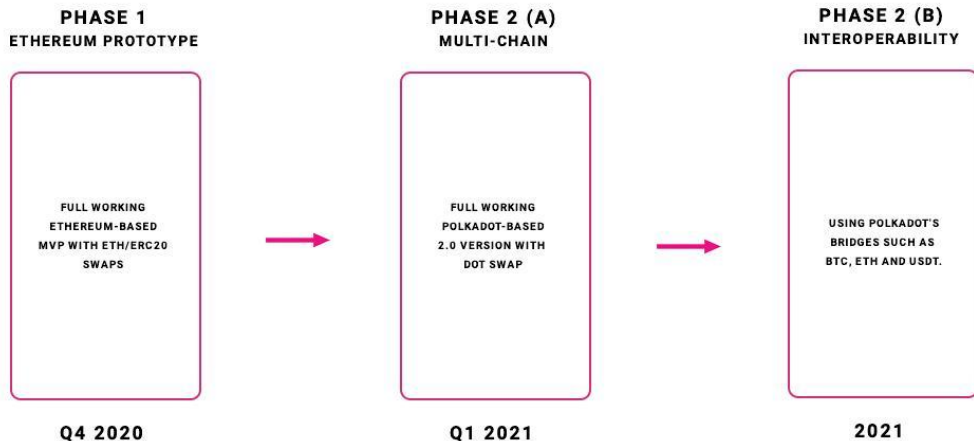 PHASE 1
ETHEREUM PROTOTYPE
FULL WORKING
ETHEREUM-BASED
MVP WITH ETH/ERC20
SWAPS
Q4 2020
PHASE 2 (A)
MULTI-CHAIN
FULL WORKING
POLKADOT-BASED
2.0 VERSION WITH
DOT SWAP
Q1 2021
PHASE 2 (B)
INTEROPERABILITY
USING POLKADOT'S
BRIDGES SUCH AS
BTC, ETH AND USDT.
2021